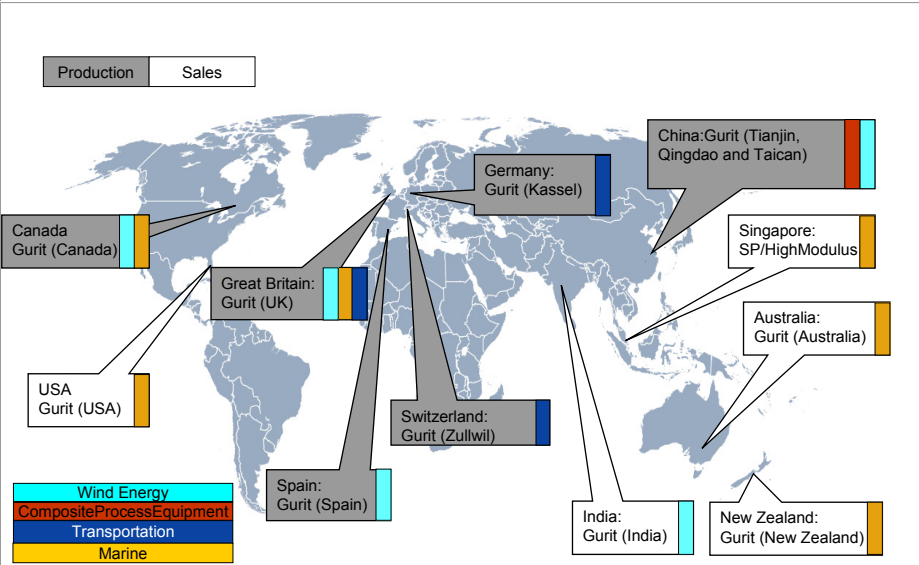 Production
Sales
China:Gurit (Tianjin,
Qingdao and Taican)
Germany:
Gurit (Kassel)
Canada
Gurit (Canada)
Singapore:
SP/HighModulus
Great Britain:
Gurit (UK)
Australia:
Gurit (Australia)
USA
Gurit (USA)
Switzerland:
Gurit (Zullwil)
Spain:
Gurit (Spain)
India:
Gurit (India)
New Zealand:
Gurit (New Zealand)
Wind Energy
CompositeProcessEquipment
Transportation
Marine